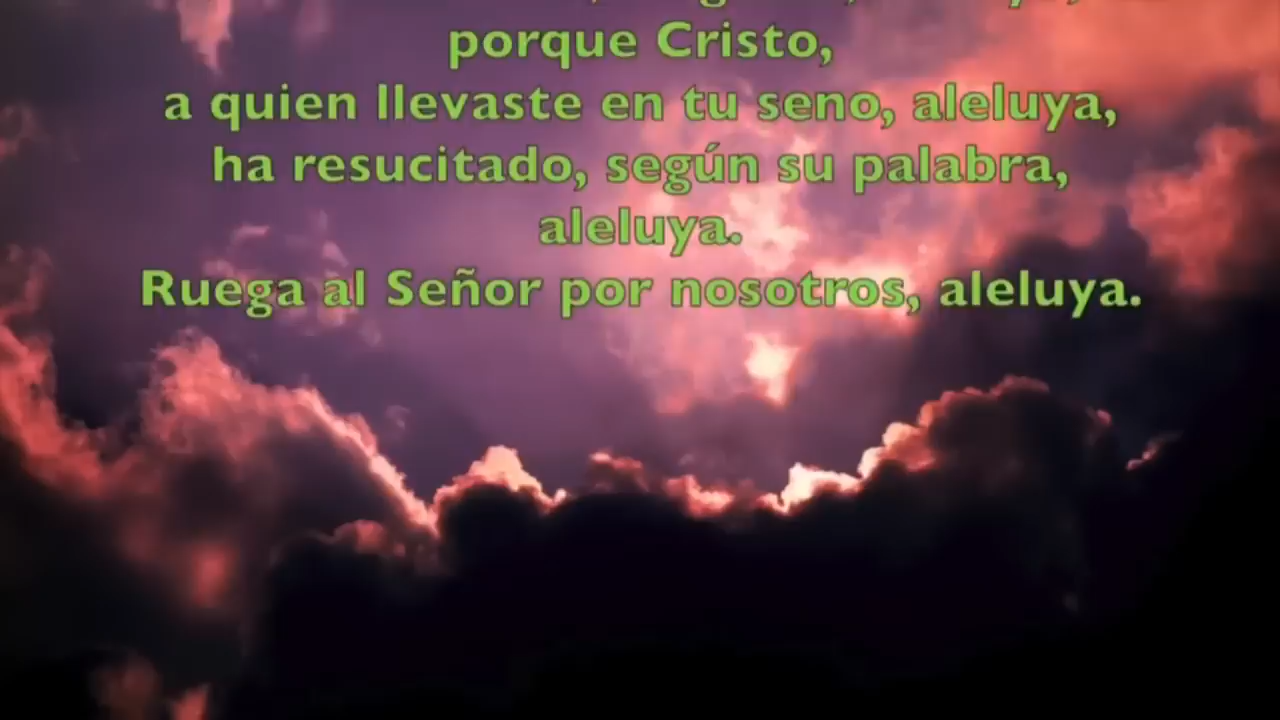 porque Cristo,
a quien llevaste en tu seno, aleluya,
ha resucitado, según su palabra,
aleluya.
Ruega al Señor por nosotros, aleluya.